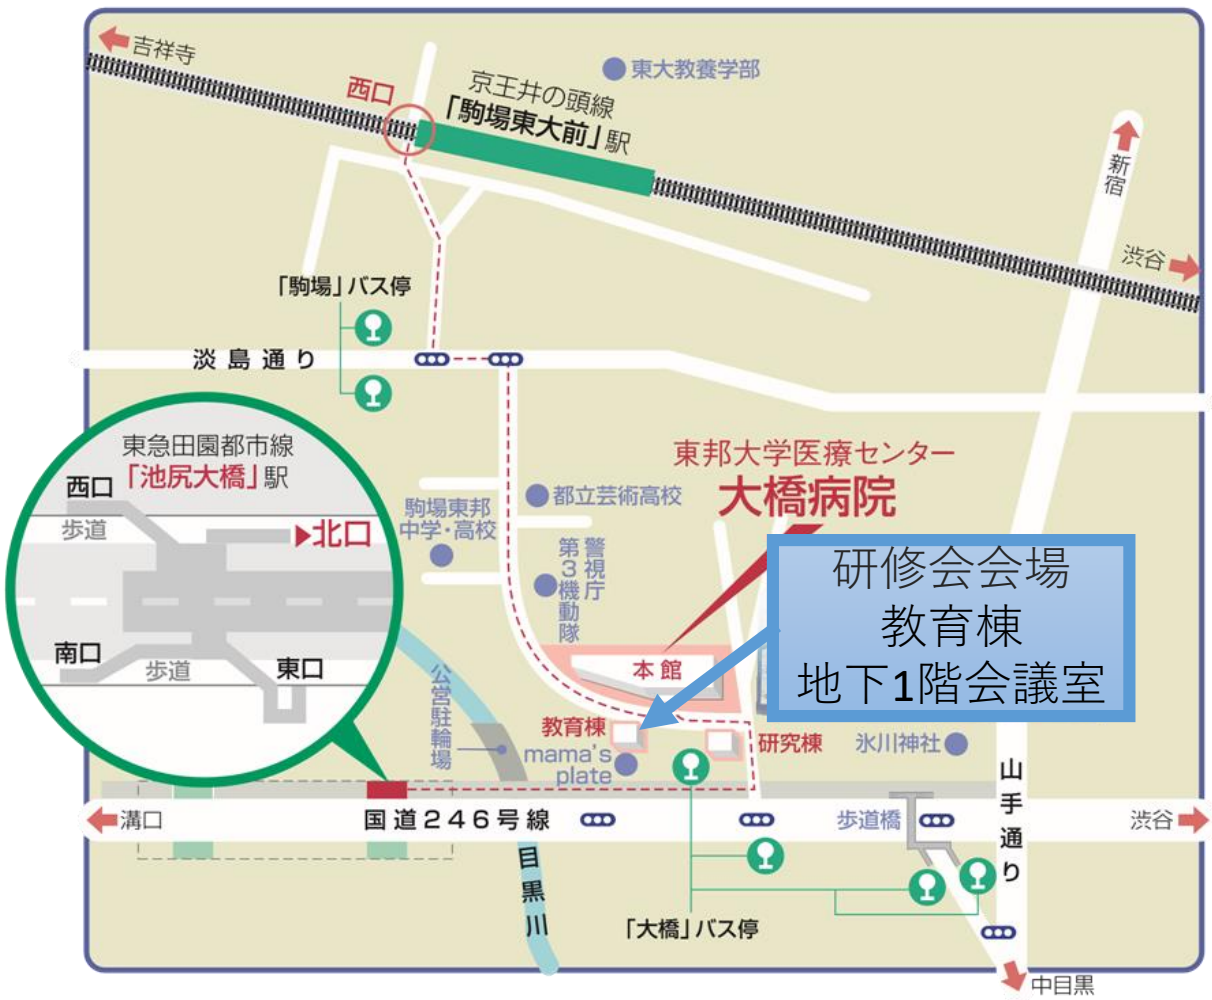 吉祥寺
西口
京王井の頭線
「駒場東大前」駅
東大教養学部
新宿
渋谷
「駒場」バス停
淡島通り
東急田園都市線
「池尻大橋」駅
西口
歩道
北口
南口
歩道
東口
駒場東邦
中学・高校
都立芸術高校
警視庁
第3機動隊
東邦大学医療センター
大橋病院
研修会会場
教育棟
地下1階会議室
本館
公営駐輪場
教育棟
mama's
plate
研究棟
氷川神社
山手通り
溝口
国道246号線
歩道橋
渋谷
目黒川
「大橋」バス停
中目黒